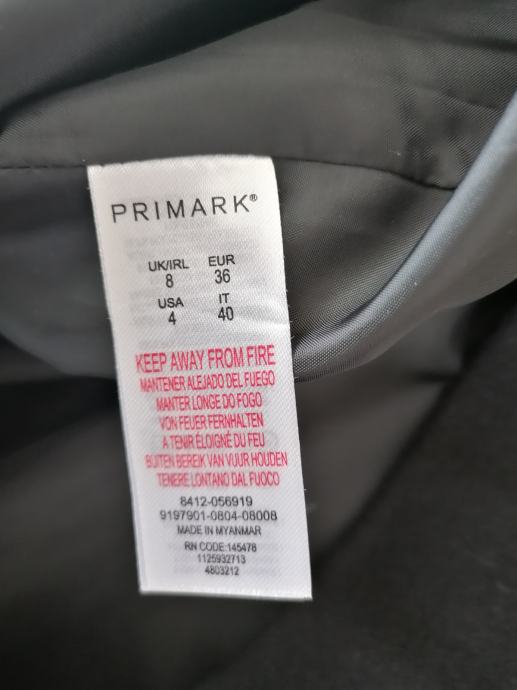 PRIMARK®
UK/IRL EUR
8 36
USA IT
4 40
KEEP AWAY FROM FIRE
MANTENER ALEJADO DEL FUEGO
MANTER LONGE DO FOGO
VON FEUER FERNHALTEN
A TENIR ÉLOIGNÉ DU FEU
BUITEN BEREIK VAN VUUR HOUDEN
TENERE LONTANO DAL FUOCO
8412-056919
9197901-0804-08008
MADE IN MYANMAR
RN CODE:145478
1125932713
4803212